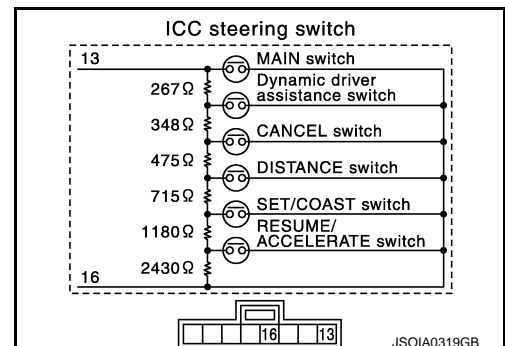 ICC steering switch
13
MAIN switch
267Ω
Dynamic driver
assistance switch
348Ω
CANCEL switch
475Ω
DISTANCE switch
715Ω
SET/COAST switch
1180Ω
RESUME/
ACCELERATE switch
2430Ω
16
16 13
JSOIA0319GB